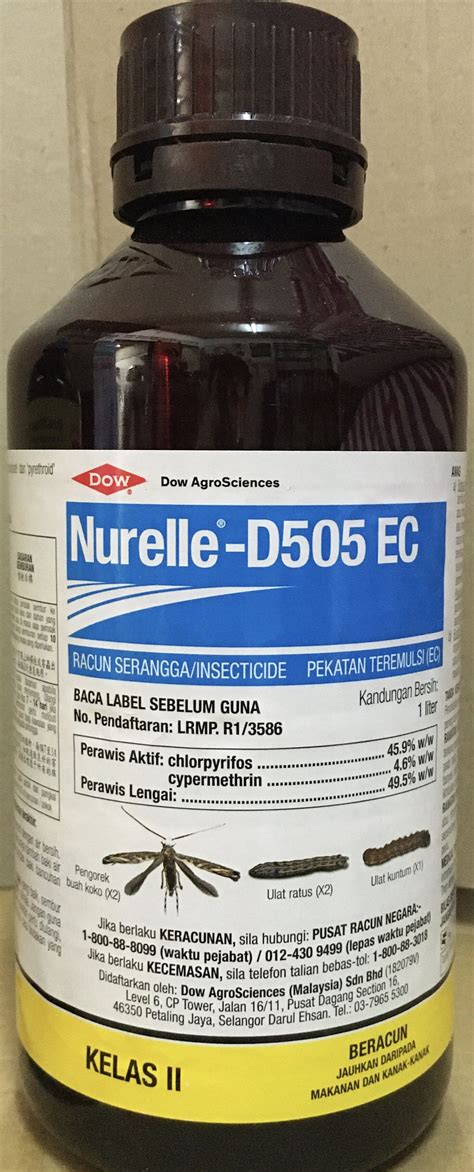 DOW
Dow AgroSciences
Nurelle®-D505 EC
RACUN SERANGGA/INSECTICIDE PEKATAN TEREMULSI (EC)
BACA LABEL SEBELUM GUNA
No. Pendaftaran: LRMP. R1/3586
Kandungan Bersih:
1 liter
Perawis Aktif: chlorpyrifos ........................ 45.9% w/w
cypermethrin ........................ 4.6% w/w
Perawis Lengai: ........................ 49.5% w/w
Pengorek
buah koko (X2)
Ulat ratus (X2)
Ulat kuntum (X1)
Jika berlaku KERACUNAN, sila hubungi: PUSAT RACUN NEGARA:-
1-800-88-8099 (waktu pejabat) / 012-430 9499 (lepas waktu pejabat)
Jika berlaku KECEMASAN, sila telefon talian bebas-tol: 1-800-88-3018
Didaftarkan oleh: Dow AgroSciences (Malaysia) Sdn Bhd (182079V)
Level 6, CP Tower, Jalan 16/11, Pusat Dagang Section 16,
46350 Petaling Jaya, Selangor Darul Ehsan. Tel.: 03-7965 5300
KELAS II
BERACUN
JAUHKAN DARIPADA
MAKANAN DAN KANAK-KANAK